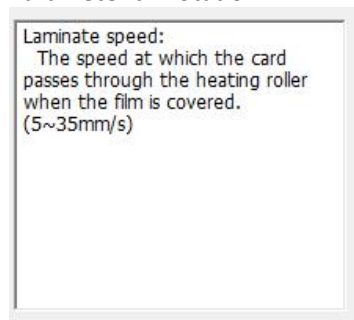 Laminate speed:
The speed at which the card
passes through the heating roller
when the film is covered.
(5~35mm/s)